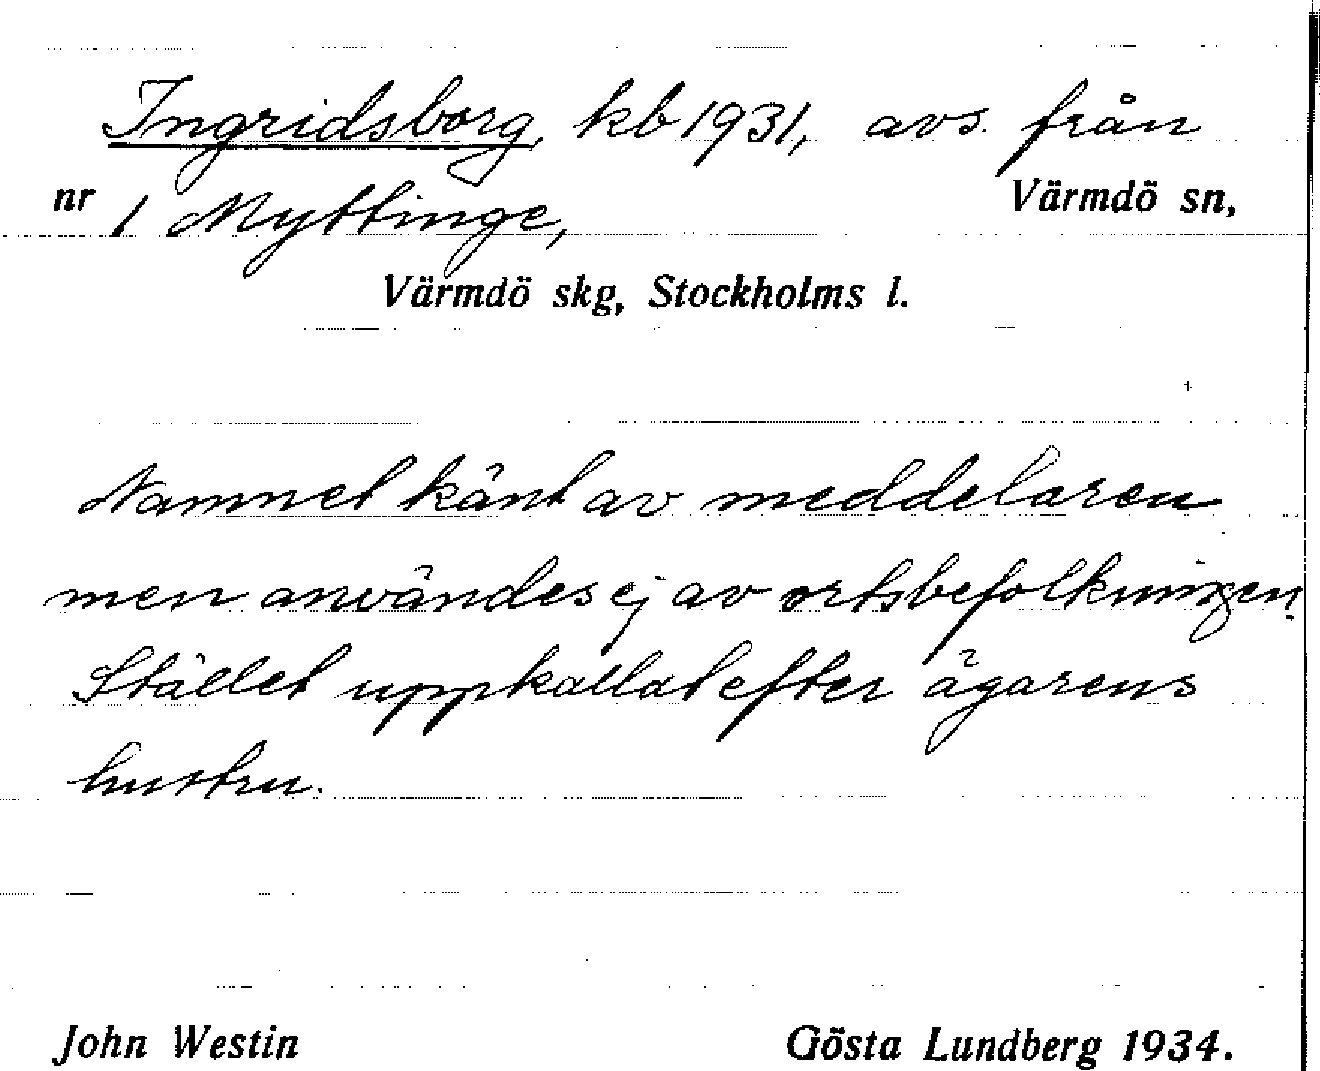 Ingridsborg, kb 1931, avs. från
nr 1 Myttinge, Värmdö sn,
Värmdö skg, Stockholms l.
Namnet känt av meddelaren
men användes ej av ortsbefolkningen.
Stället uppkallat efter ägarens
hustru.
John Westin Gösta Lundberg 1934.